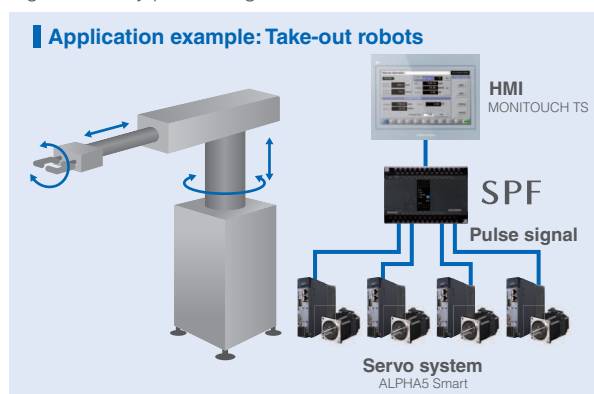 Application example: Take-out robots
HMI
MONITOUCH TS
SPF
Pulse signal
Servo system
ALPHA5 Smart